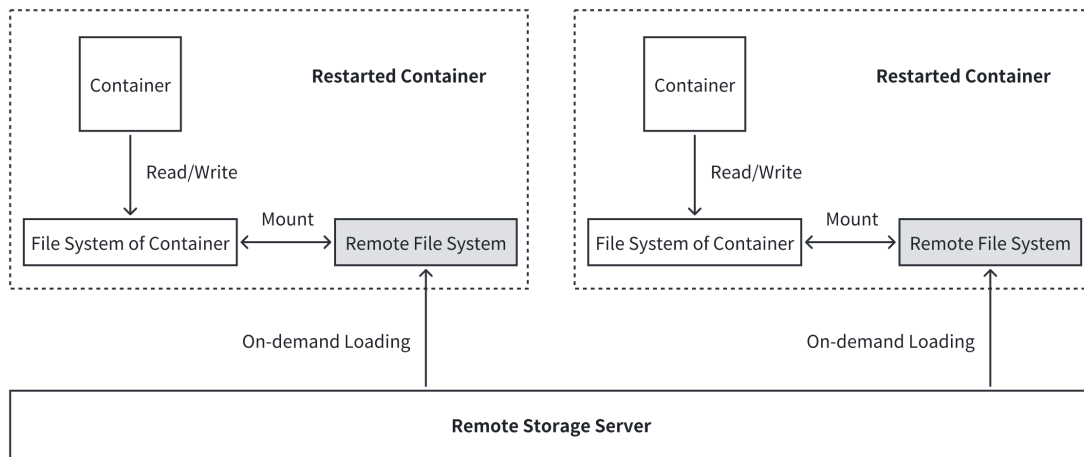 Container
Restarted Container
Read/Write
Mount
File System of Container
Remote File System
On-demand Loading
Container
Restarted Container
Read/Write
Mount
File System of Container
Remote File System
On-demand Loading
Remote Storage Server